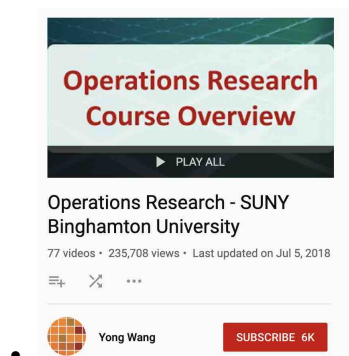 Operations Research
Course Overview
PLAY ALL
Operations Research - SUNY
Binghamton University
77 videos • 235,708 views • Last updated on Jul 5, 2018
Yong Wang
SUBSCRIBE 6K